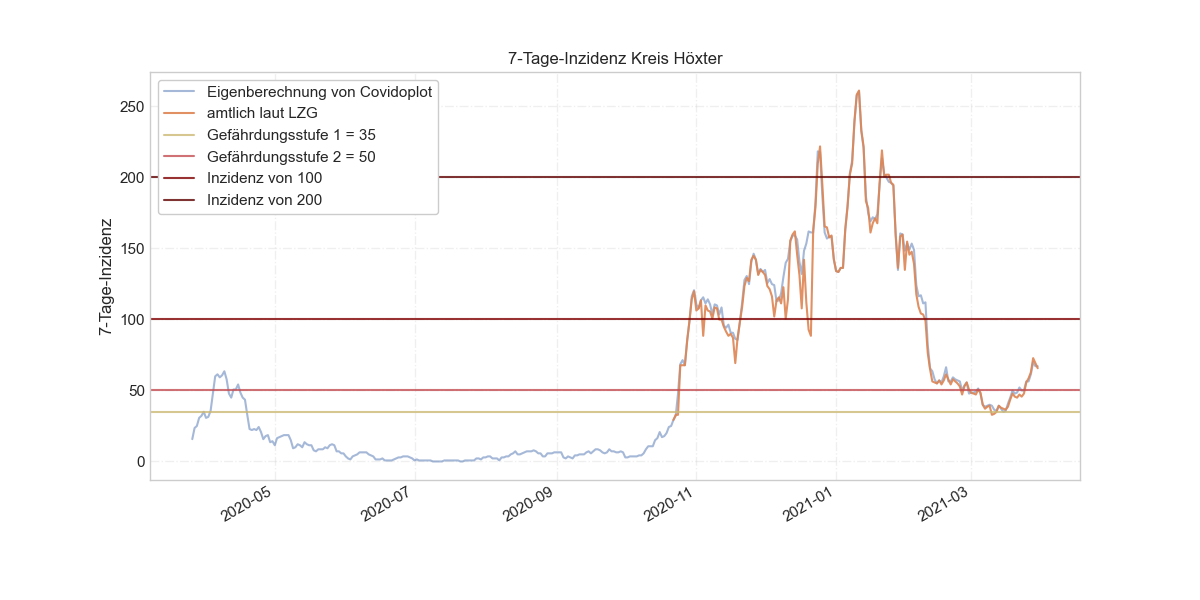 7-Tage-Inzidenz Kreis Höxter
Eigenberechnung von Covidoplot
amtlich laut LZG
Gefährdungsstufe 1 = 35
Gefährdungsstufe 2 = 50
Inzidenz von 100
Inzidenz von 200
7-Tage-Inzidenz
250
200
150
100
50
0
2020-05
2020-07
2020-09
2020-11
2021-01
2021-03